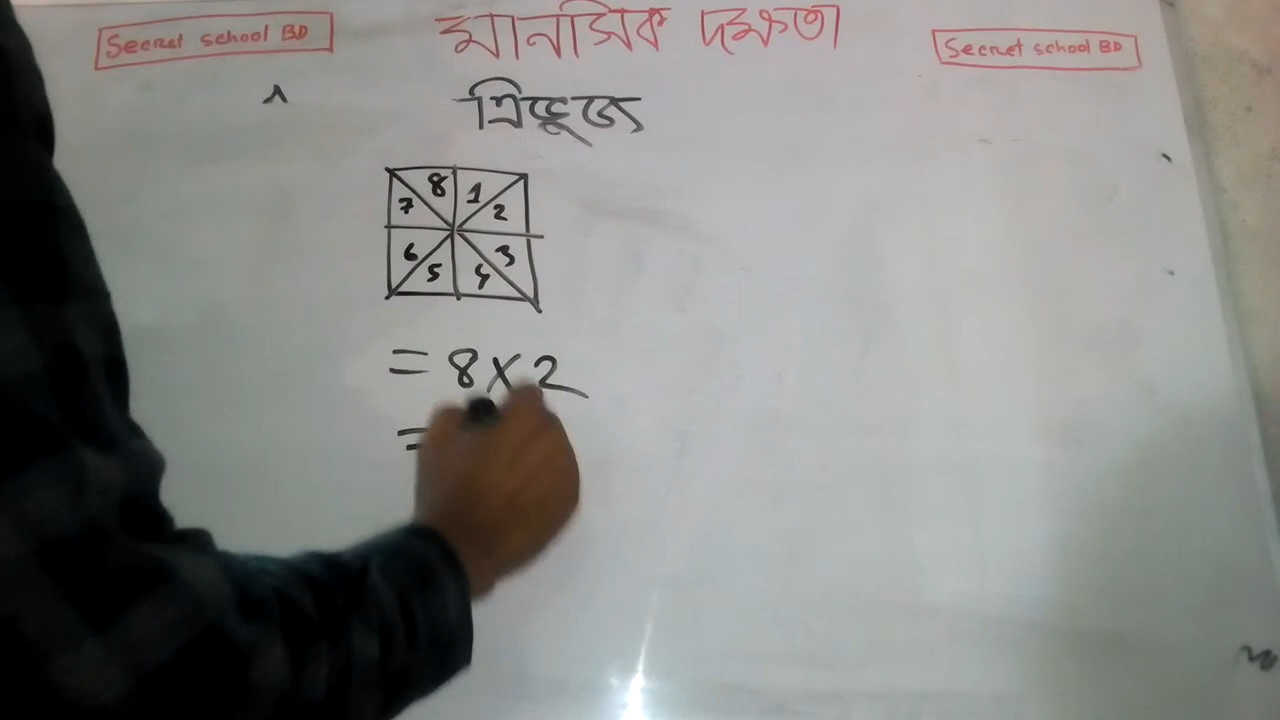 Secret school BD
মানসিক দক্ষতা
Secret school BD
ত্রিভুজ
8 1
7 2
6 3
5 4
= 8 × 2
=